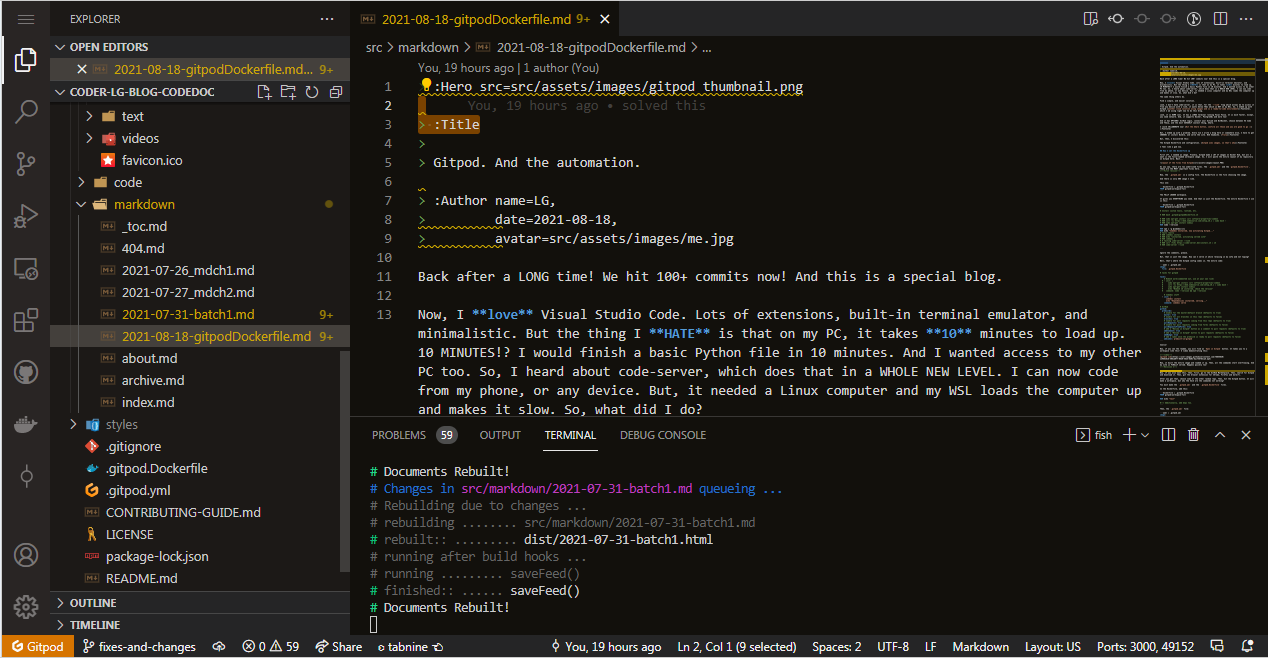 EXPLORER
OPEN EDITORS
2021-08-18-gitpodDockerfile.md... 9+
CODER-LG-BLOG-CODEDOC
text
videos
favicon.ico
code
markdown
_toc.md
404.md
2021-07-26_mdch1.md
2021-07-27_mdch2.md
2021-07-31-batch1.md 9+
2021-08-18-gitpodDockerfile.md 9+
about.md
archive.md
index.md
styles
.gitignore
.gitpod.Dockerfile
.gitpod.yml
CONTRIBUTING-GUIDE.md
LICENSE
package-lock.json
README.md
OUTLINE
TIMELINE
2021-08-18-gitpodDockerfile.md 9+
src > markdown > 2021-08-18-gitpodDockerfile.md > ...
You, 19 hours ago | 1 author (You)
1 > :Hero src=src/assets/images/gitpod thumbnail.png
2 You, 19 hours ago • solved this
3 > :Title
4 >
5 > Gitpod. And the automation.
6
7 > :Author name=LG,
8 > date=2021-08-18,
9 > avatar=src/assets/images/me.jpg
10
11 Back after a LONG time! We hit 100+ commits now! And this is a special blog.
12
13 Now, I **love** Visual Studio Code. Lots of extensions, built-in terminal emulator, and
minimalistic. But the thing I **HATE** is that on my PC, it takes **10** minutes to load up.
10 MINUTES!? I would finish a basic Python file in 10 minutes. And I wanted access to my other
PC too. So, I heard about code-server, which does that in a WHOLE NEW LEVEL. I can now code
from my phone, or any device. But, it needed a Linux computer and my WSL loads the computer up
and makes it slow. So, what did I do?
PROBLEMS 59 OUTPUT TERMINAL DEBUG CONSOLE
fish
# Documents Rebuilt!
# Changes in src/markdown/2021-07-31-batch1.md queueing ...
# Rebuilding due to changes ...
# rebuilding ........ src/markdown/2021-07-31-batch1.md
# rebuilt:: ......... dist/2021-07-31-batch1.html
# running after build hooks ...
# running ......... saveFeed()
# finished:: ...... saveFeed()
# Documents Rebuilt!
Gitpod fixes-and-changes 0 59 Share tabnine You, 19 hours ago Ln 2, Col 1 (9 selected) Spaces: 2 UTF-8 LF Markdown Layout: US Ports: 3000, 49152